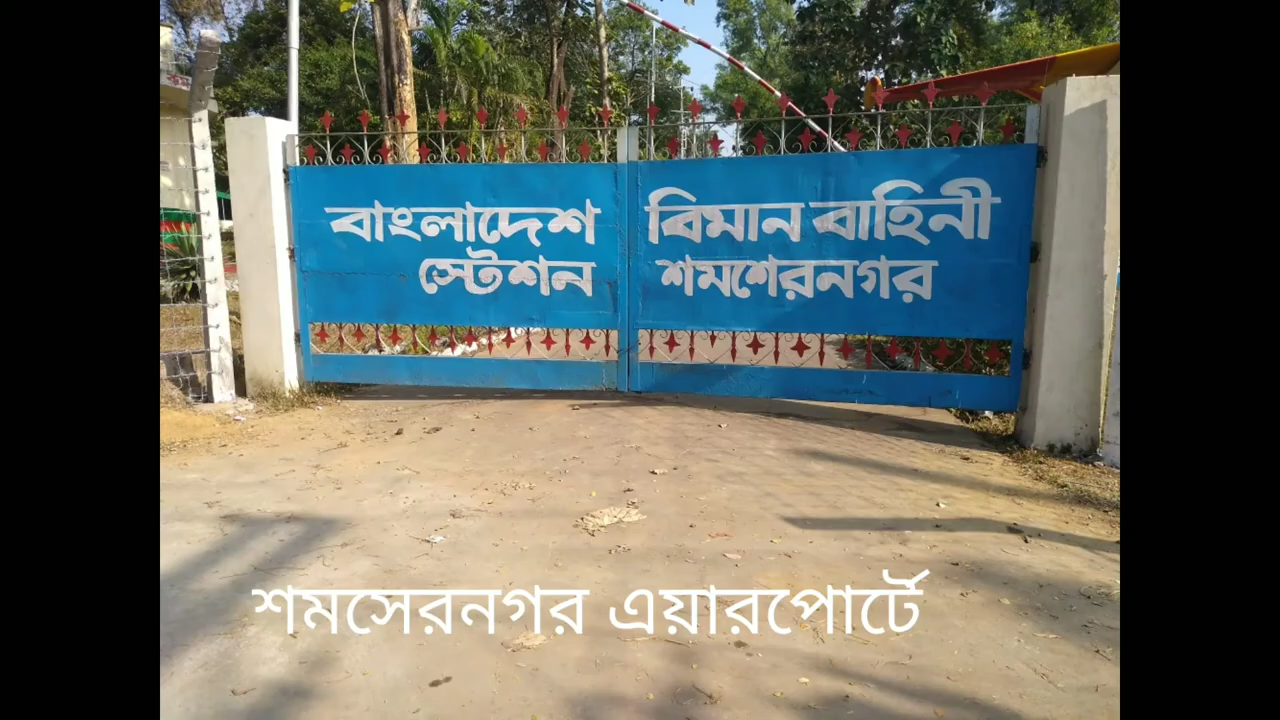 বাংলাদেশ বিমান বাহিনী
স্টেশন শমশেরনগর
শমসেরনগর এয়ারপোর্টে